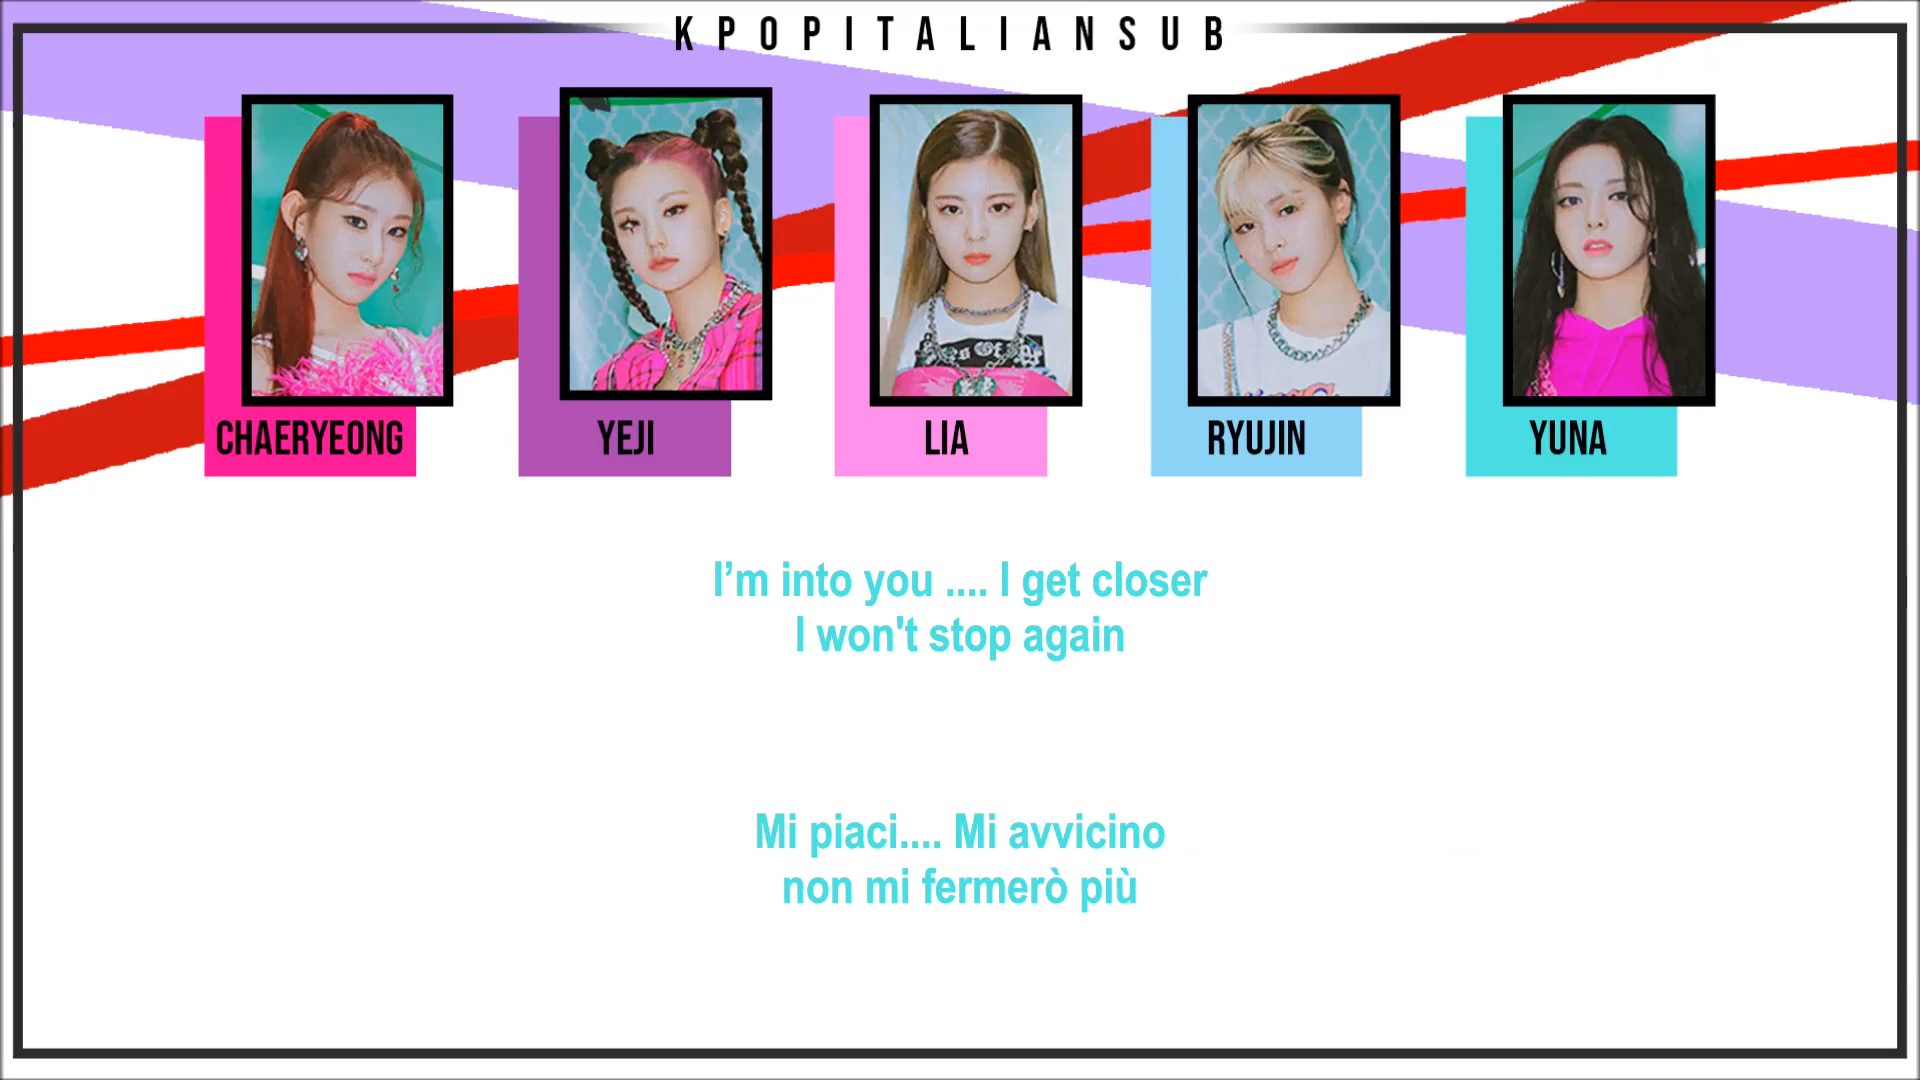 KPOPITALIANSUB
CHAERYEONG
YEJI
LIA
RYUJIN
YUNA
I’m into you .... I get closer
I won't stop again
Mi piaci.... Mi avvicino
non mi fermerò più